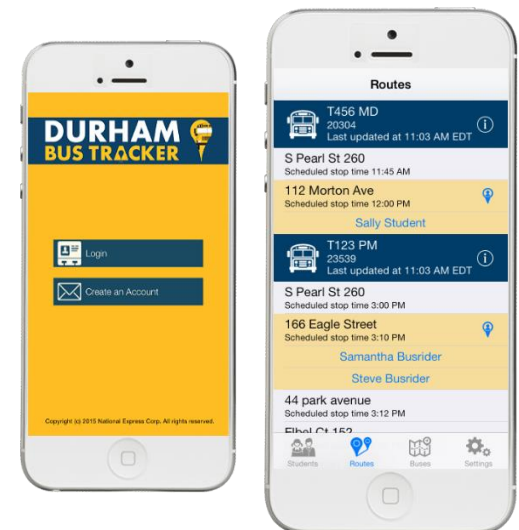 DURHAM
BUS TRACKER
Login
Create an Account
Copyright (c) 2015 National Express Corp. All rights reserved.
Routes
T456 MD
20304
Last updated at 11:03 AM EDT
S Pearl St 260
Scheduled stop time 11:45 AM
112 Morton Ave
Scheduled stop time 12:00 PM
Sally Student
T123 PM
23539
Last updated at 11:03 AM EDT
S Pearl St 260
Scheduled stop time 3:00 PM
166 Eagle Street
Scheduled stop time 3:10 PM
Samantha Busrider
Steve Busrider
44 park avenue
Scheduled stop time 3:12 PM
Elbel Ct 152
Students Routes Buses Settings